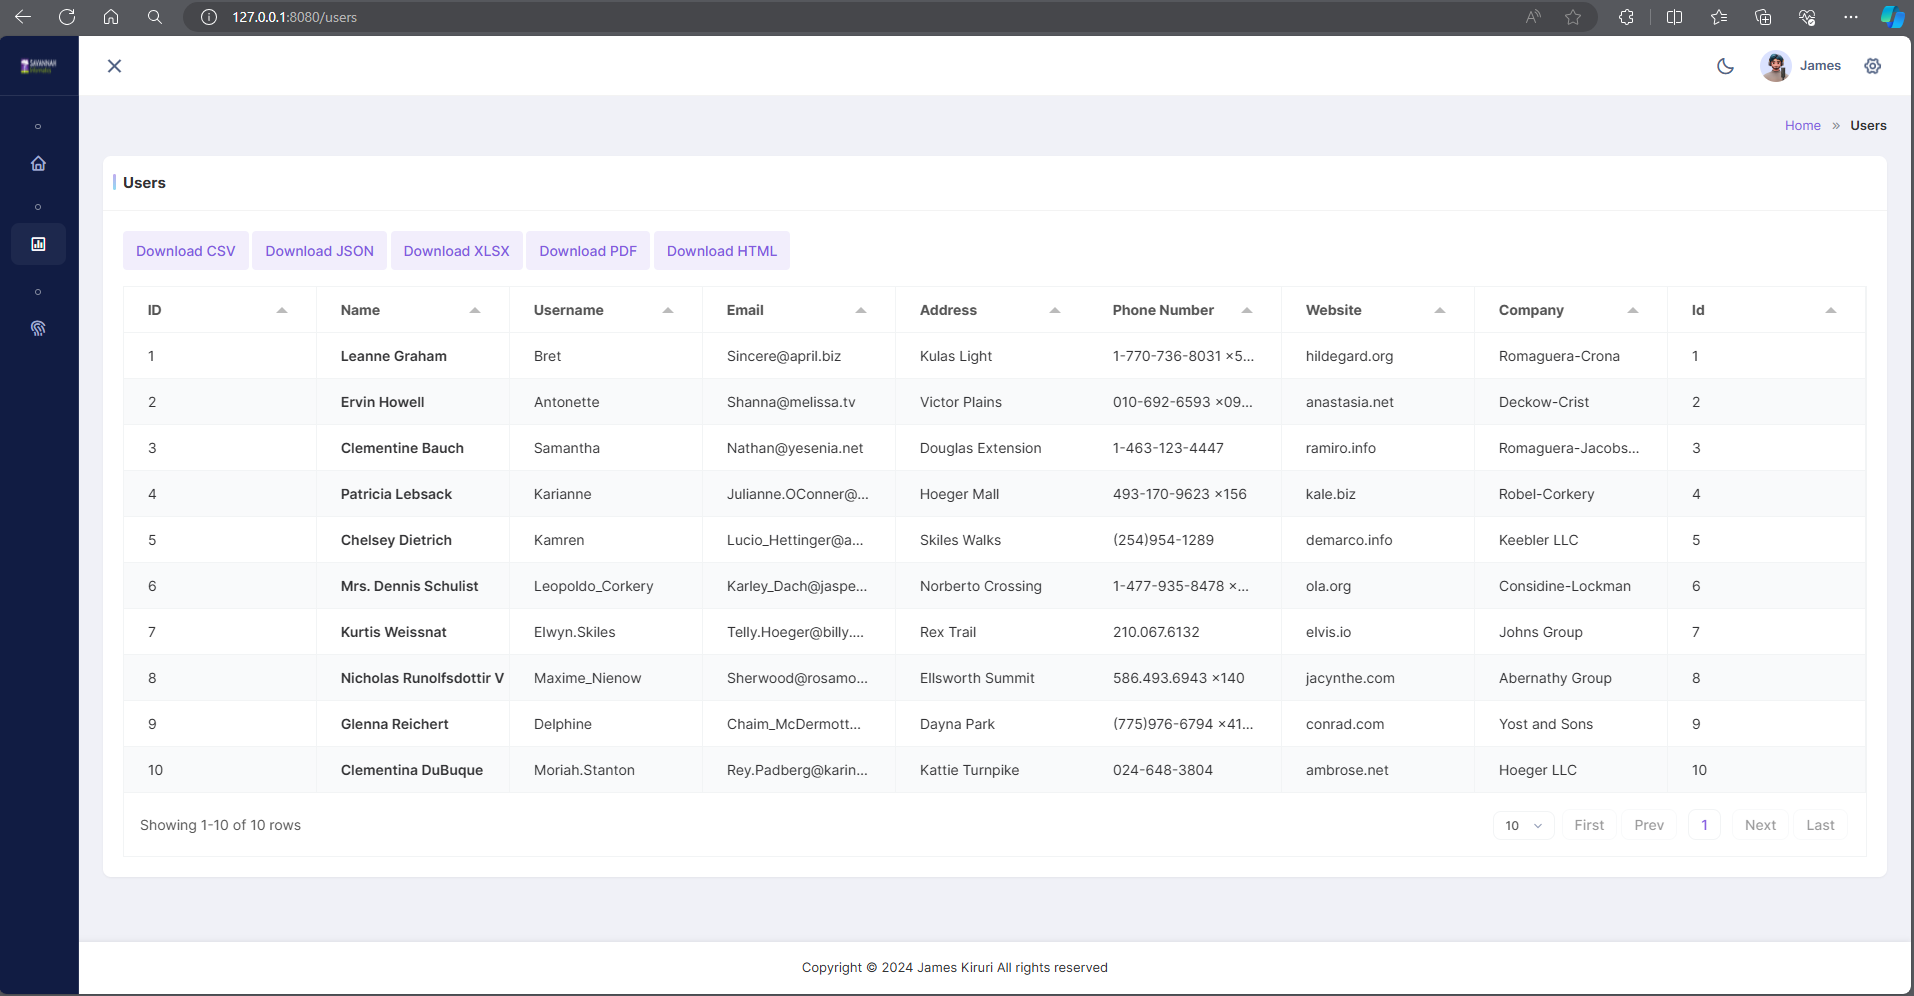 127.0.0.1:8080/users
SAVANNAH
James
Home » Users
Users
Download CSV Download JSON Download XLSX Download PDF Download HTML
ID Name Username Email Address Phone Number Website Company Id
1 Leanne Graham Bret Sincere@april.biz Kulas Light 1-770-736-8031 x5... hildegard.org Romaguera-Crona 1
2 Ervin Howell Antonette Shanna@melissa.tv Victor Plains 010-692-6593 x09... anastasia.net Deckow-Crist 2
3 Clementine Bauch Samantha Nathan@yesenia.net Douglas Extension 1-463-123-4447 ramiro.info Romaguera-Jacobs... 3
4 Patricia Lebsack Karianne Julianne.OConner@... Hoeger Mall 493-170-9623 x156 kale.biz Robel-Corkery 4
5 Chelsey Dietrich Kamren Lucio_Hettinger@a... Skiles Walks (254)954-1289 demarco.info Keebler LLC 5
6 Mrs. Dennis Schulist Leopoldo_Corkery Karley_Dach@jaspe... Norberto Crossing 1-477-935-8478 x... ola.org Considine-Lockman 6
7 Kurtis Weissnat Elwyn.Skiles Telly.Hoeger@billy.... Rex Trail 210.067.6132 elvis.io Johns Group 7
8 Nicholas Runolfsdottir V Maxime_Nienow Sherwood@rosamo... Ellsworth Summit 586.493.6943 x140 jacynthe.com Abernathy Group 8
9 Glenna Reichert Delphine Chaim_McDermott... Dayna Park (775)976-6794 x41... conrad.com Yost and Sons 9
10 Clementina DuBuque Moriah.Stanton Rey.Padberg@karin... Kattie Turnpike 024-648-3804 ambrose.net Hoeger LLC 10
Showing 1-10 of 10 rows 10 First Prev 1 Next Last
Copyright © 2024 James Kiruri All rights reserved